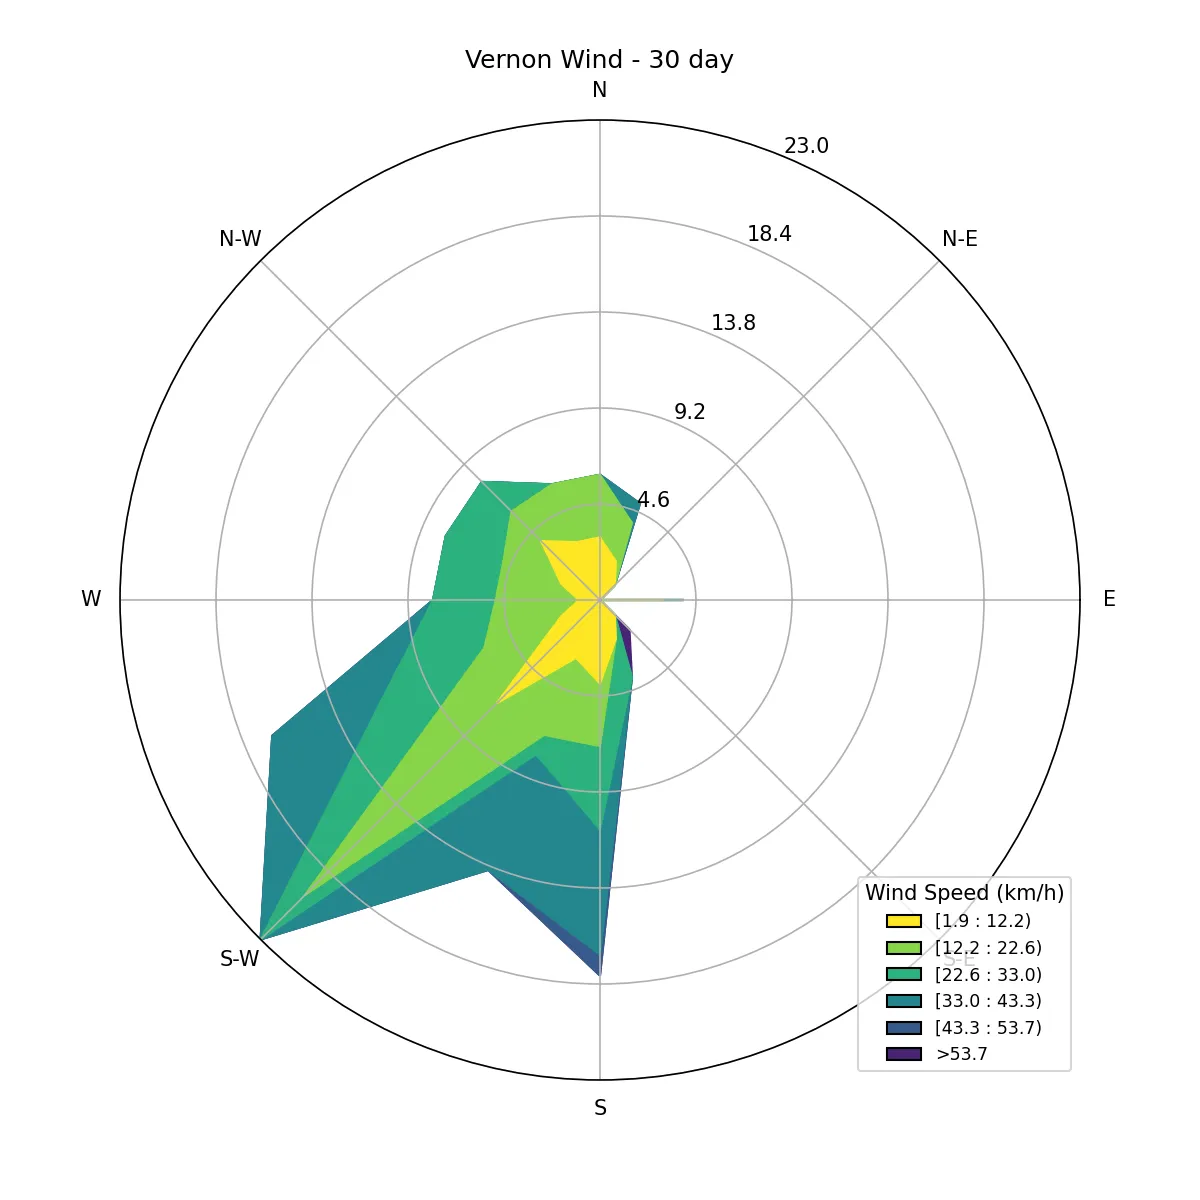 Vernon Wind - 30 day
N
23.0
18.4
N-W
N-E
13.8
9.2
4.6
W
E
S-W
S-E
S
Wind Speed (km/h)
[1.9 : 12.2)
[12.2 : 22.6)
[22.6 : 33.0)
[33.0 : 43.3)
[43.3 : 53.7)
>53.7